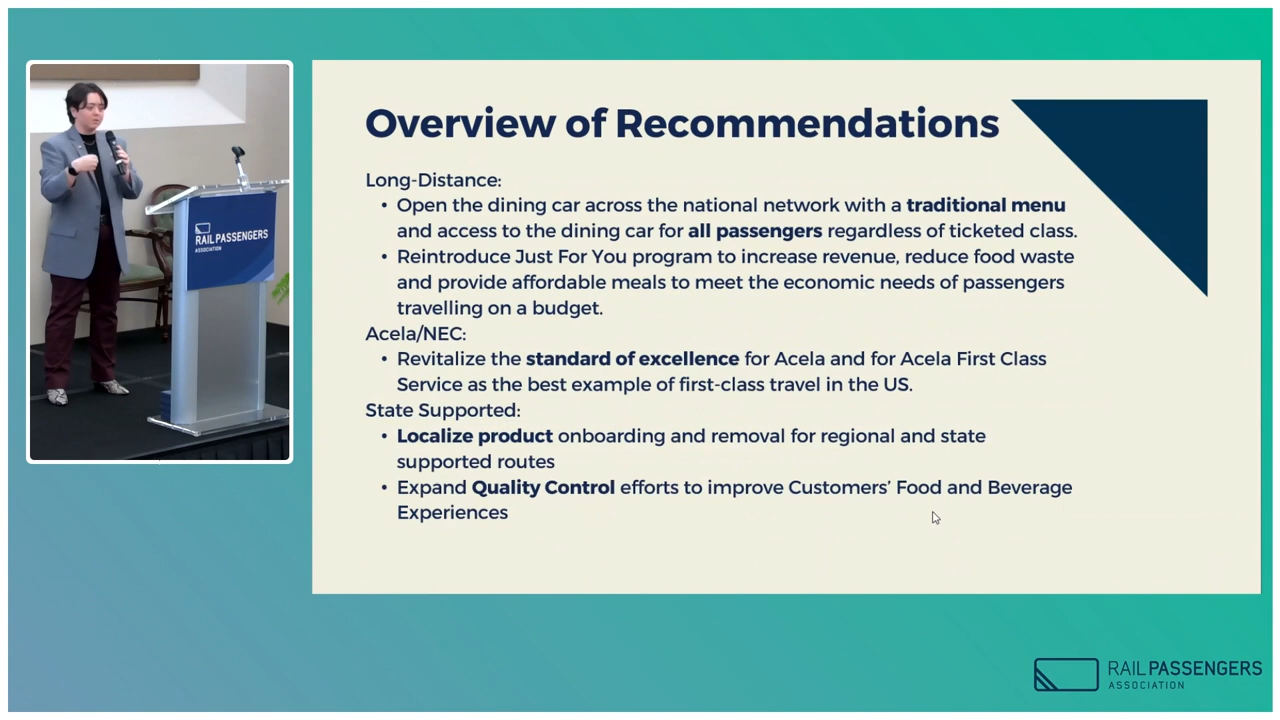 Overview of Recommendations
Long-Distance:
• Open the dining car across the national network with a traditional menu
and access to the dining car for all passengers regardless of ticketed class.
• Reintroduce Just For You program to increase revenue, reduce food waste
and provide affordable meals to meet the economic needs of passengers
travelling on a budget.
Acela/NEC:
• Revitalize the standard of excellence for Acela and for Acela First Class
Service as the best example of first-class travel in the US.
State Supported:
• Localize product onboarding and removal for regional and state
supported routes
• Expand Quality Control efforts to improve Customers’ Food and Beverage
Experiences
RAIL PASSENGERS
ASSOCIATION
RAILPASSENGERS
ASSOCIATION